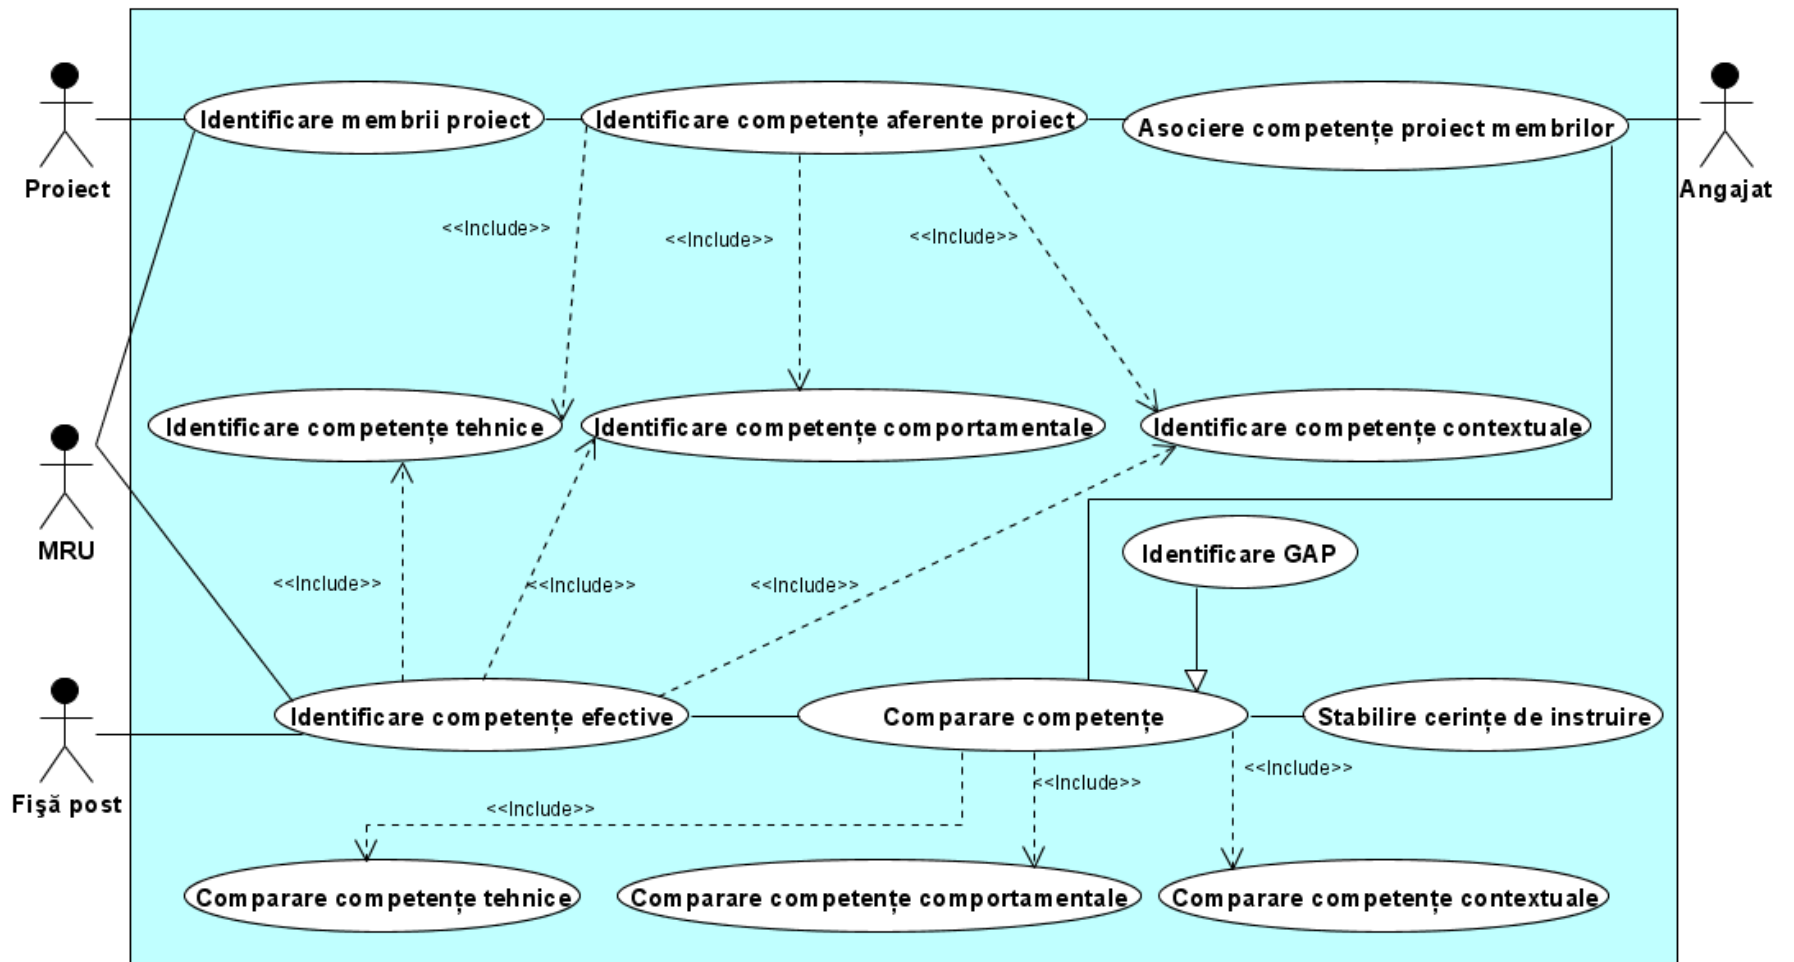 Identificare membrii proiect
Identificare competențe aferente proiect
Asociere competențe proiect membrilor
Proiect
Angajat
<<Include>>
<<Include>>
<<Include>>
Identificare competențe tehnice
Identificare competențe comportamentale
Identificare competențe contextuale
MRU
Identificare GAP
<<Include>>
<<Include>>
<<Include>>
Identificare competențe efective
Comparare competențe
Stabilire cerințe de instruire
Fişă post
<<Include>>
<<Include>>
<<Include>>
Comparare competențe tehnice
Comparare competențe comportamentale
Comparare competențe contextuale